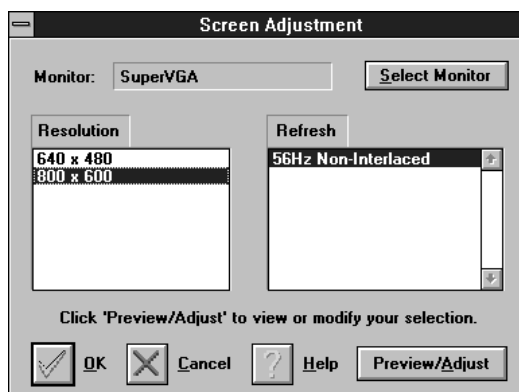 Screen Adjustment
Monitor: SuperVGA Select Monitor
Resolution Refresh
640 x 480 56Hz Non-Interlaced
800 x 600
Click 'Preview/Adjust' to view or modify your selection.
OK Cancel Help Preview/Adjust